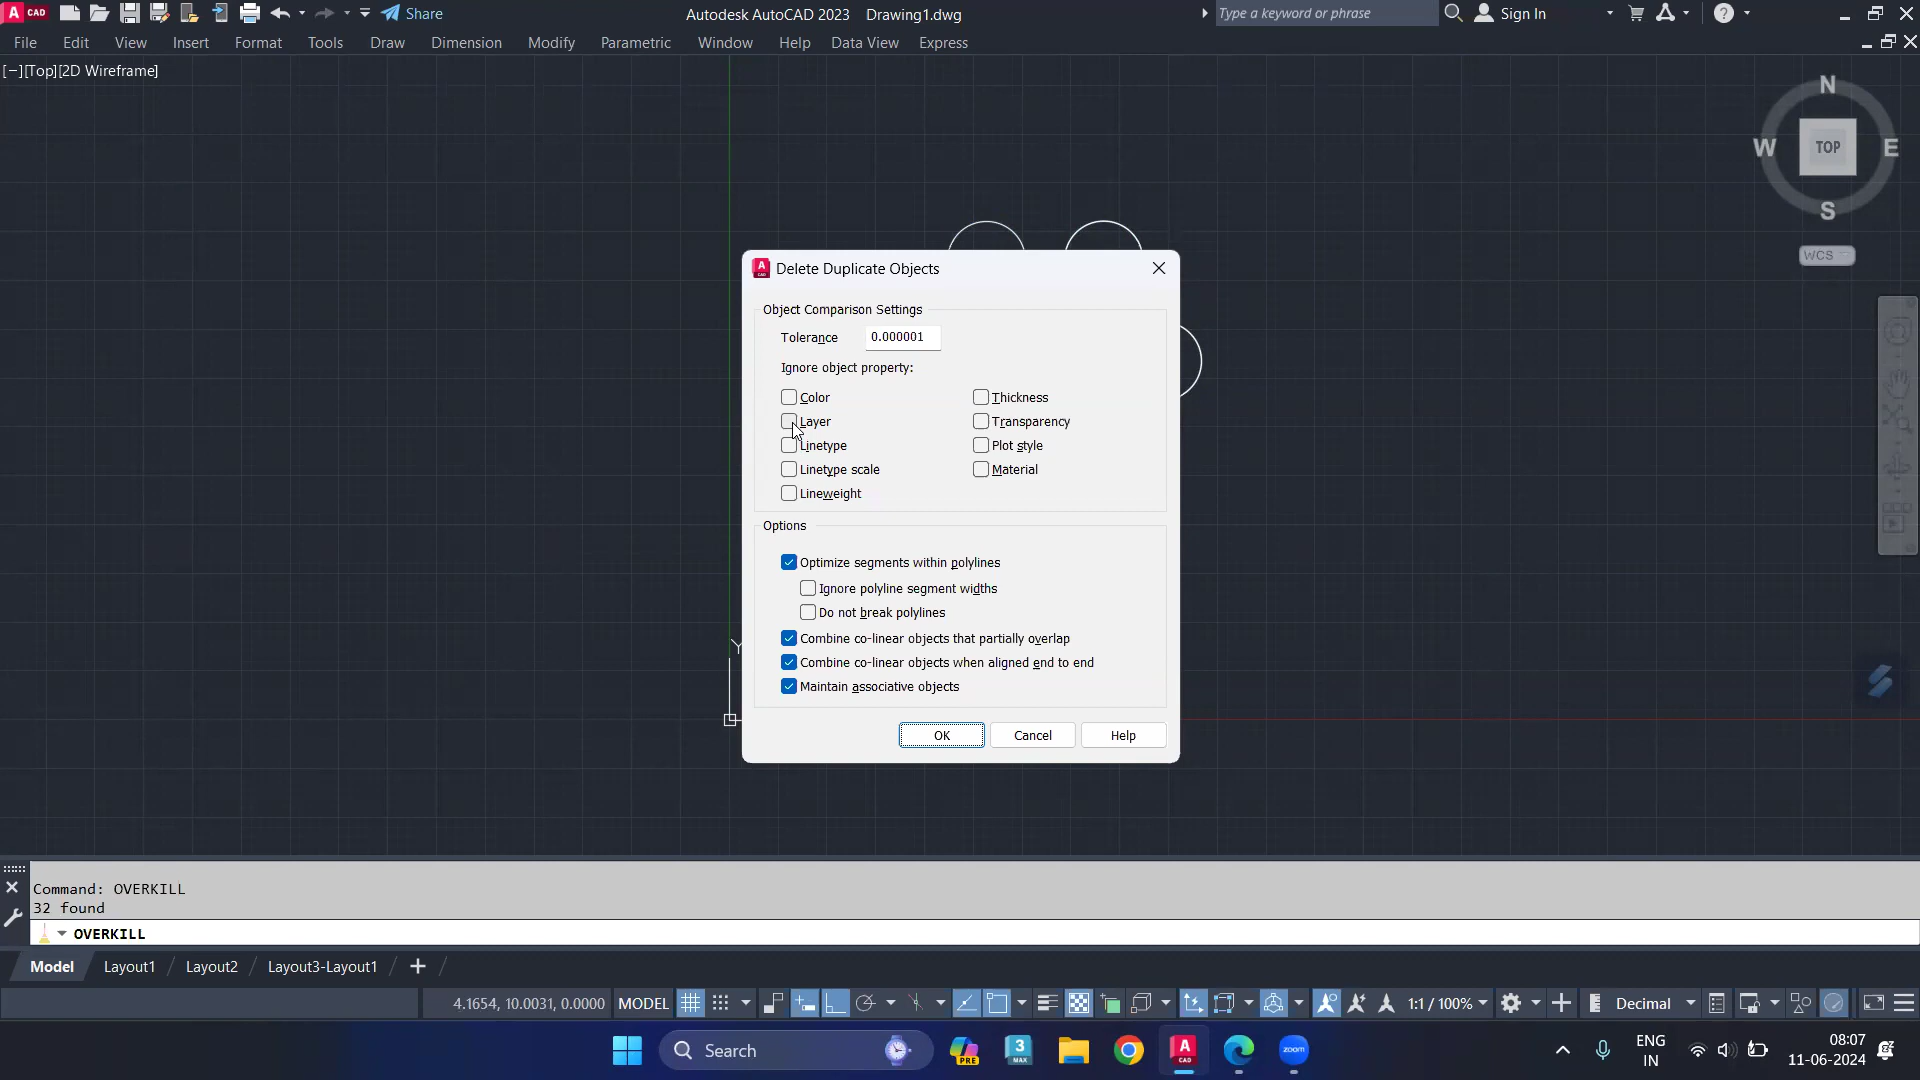 CAD
Share
Autodesk AutoCAD 2023 Drawing1.dwg
Type a keyword or phrase
Sign In
File Edit View Insert Format Tools Draw Dimension Modify Parametric Window Help Data View Express
[−][Top][2D Wireframe]
N
W TOP E
S
WCS
Delete Duplicate Objects
Object Comparison Settings
Tolerance 0.000001
Ignore object property:
Color Thickness
Layer Transparency
Linetype Plot style
Linetype scale Material
Lineweight
Options
Optimize segments within polylines
Ignore polyline segment widths
Do not break polylines
Combine co-linear objects that partially overlap
Combine co-linear objects when aligned end to end
Maintain associative objects
Y
OK Cancel Help
Command: OVERKILL
32 found
OVERKILL
Model Layout1 Layout2 Layout3-Layout1
4.1654, 10.0031, 0.0000 MODEL 1:1 / 100% Decimal
Search
PRE
3
MAX
A
CAD
zoom
ENG
IN
08:07
11-06-2024